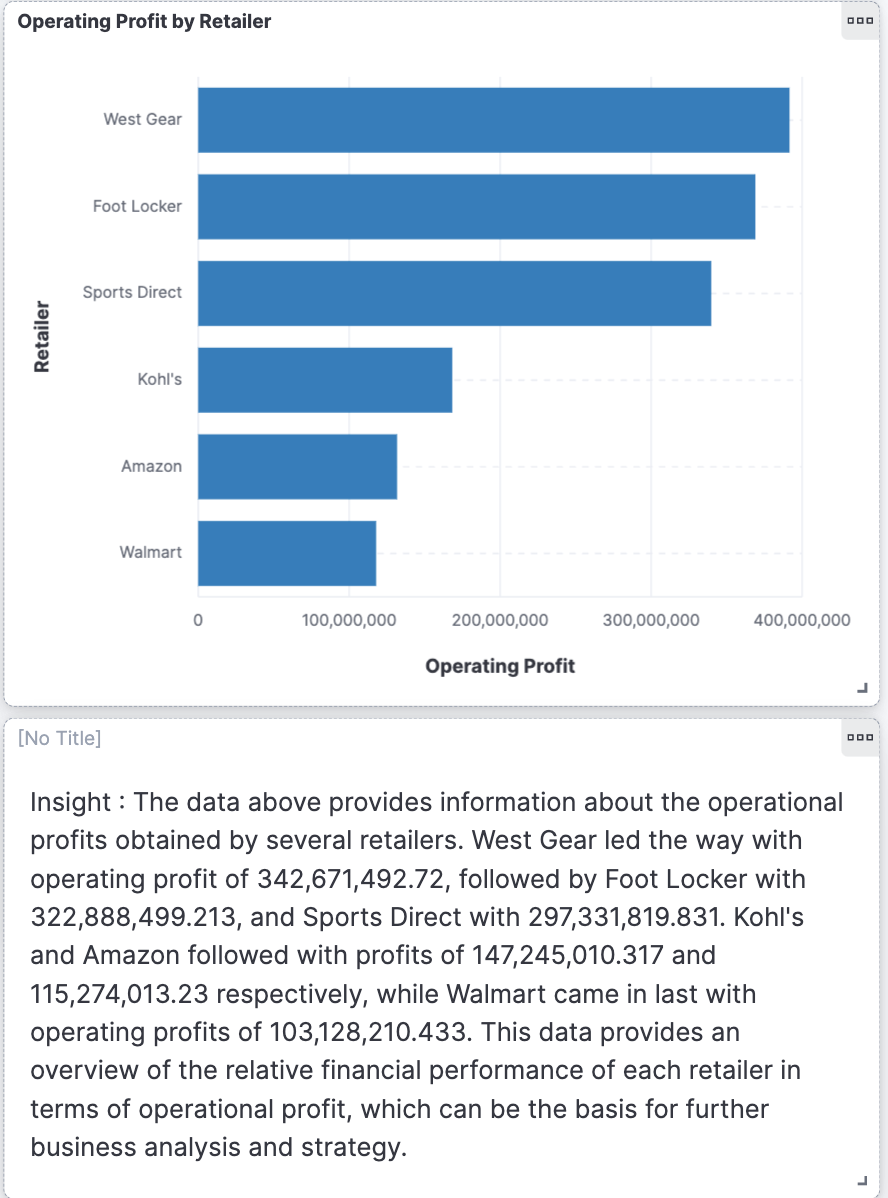 Operating Profit by Retailer
West Gear
Foot Locker
Sports Direct
Kohl's
Amazon
Walmart
Retailer
0
100,000,000
200,000,000
300,000,000
400,000,000
Operating Profit
[No Title]
Insight : The data above provides information about the operational
profits obtained by several retailers. West Gear led the way with
operating profit of 342,671,492.72, followed by Foot Locker with
322,888,499.213, and Sports Direct with 297,331,819.831. Kohl's
and Amazon followed with profits of 147,245,010.317 and
115,274,013.23 respectively, while Walmart came in last with
operating profits of 103,128,210.433. This data provides an
overview of the relative financial performance of each retailer in
terms of operational profit, which can be the basis for further
business analysis and strategy.